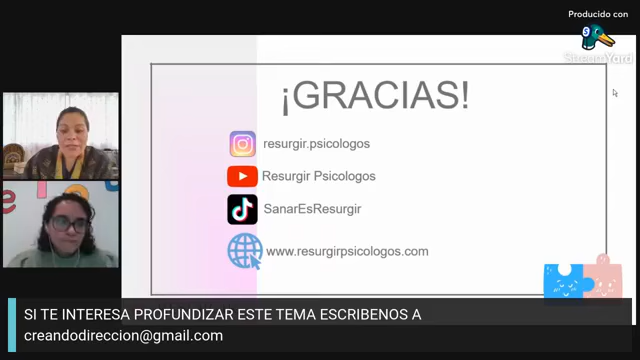 Producido con
StreamYard
¡GRACIAS!
resurgir.psicologos
Resurgir Psicologos
SanarEsResurgir
www.resurgirpsicologos.com
SI TE INTERESA PROFUNDIZAR ESTE TEMA ESCRIBENOS A
creandodireccion@gmail.com